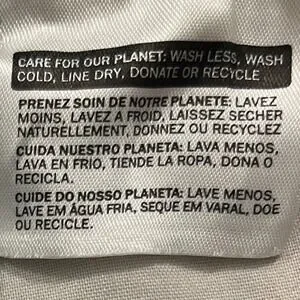 CARE FOR OUR PLANET: WASH LESS, WASH
COLD, LINE DRY, DONATE OR RECYCLE
PRENEZ SOIN DE NOTRE PLANETE: LAVEZ
MOINS, LAVEZ A FROID, LAISSEZ SECHER
NATURELLEMENT, DONNEZ OU RECYCLEZ
CUIDA NUESTRO PLANETA: LAVA MENOS,
LAVA EN FRIO, TIENDE LA ROPA, DONA O
RECICLA.
CUIDE DO NOSSO PLANETA: LAVE MENOS,
LAVE EM ÁGUA FRIA, SEQUE EM VARAL, DOE
OU RECICLE.